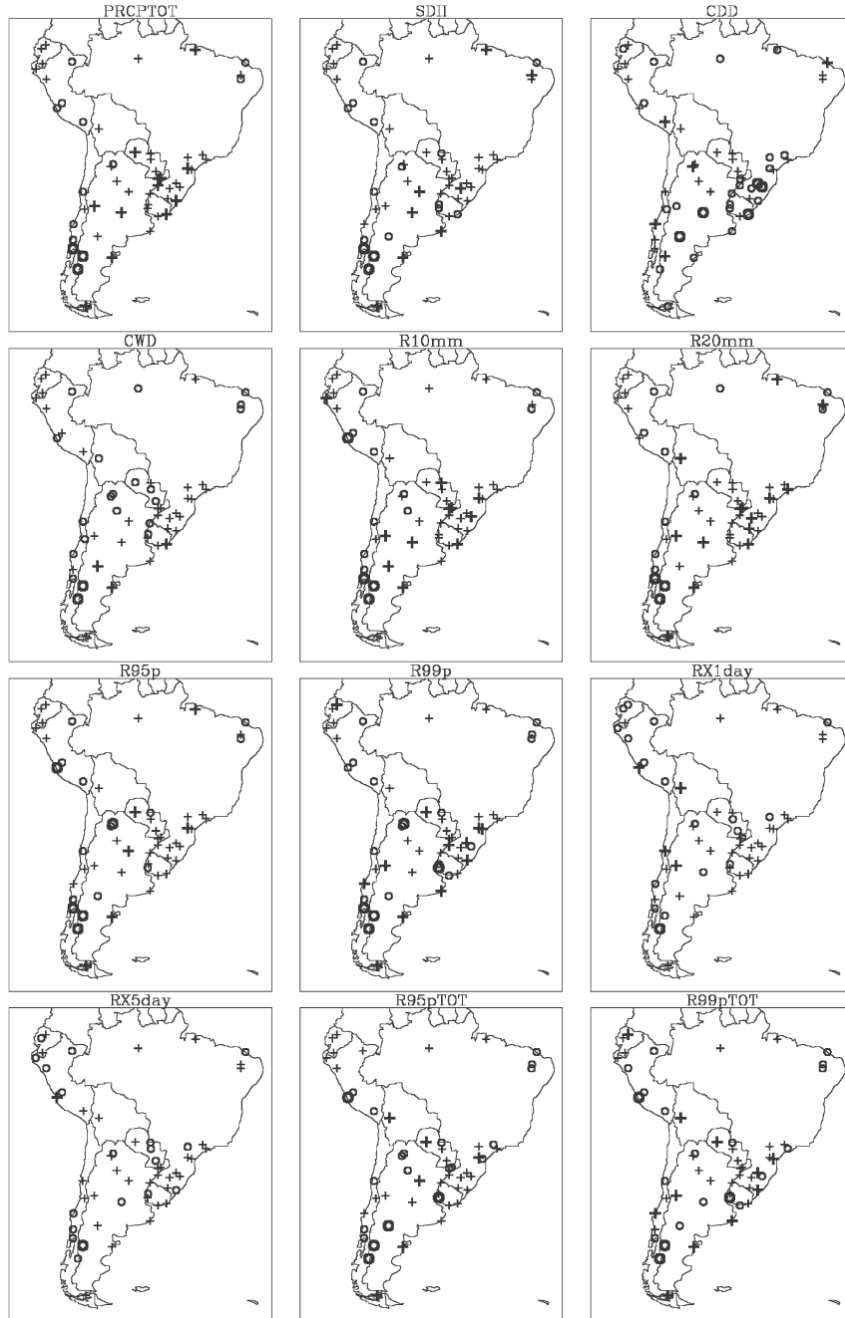 PRCPTOT
SDII
CDD
CWD
R10mm
R20mm
R95p
R99p
RX1day
RX5day
R95pTOT
R99pTOT